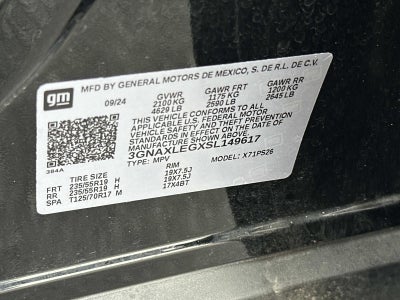 gm
MFD BY GENERAL MOTORS DE MEXICO, S. DE R.L. DE C.V.
09/24 GVWR GAWR FRT GAWR RR
2100 KG 1175 KG 1200 KG
4629 LB 2590 LB 2645 LB
THIS VEHICLE CONFORMS TO ALL APPLICABLE U.S.
FEDERAL MOTOR VEHICLE SAFETY, BUMPER, AND
THEFT PREVENTION STANDARDS IN EFFECT ON THE
DATE OF MANUFACTURE SHOWN ABOVE.
3GNAXLEGXSL149617
384A TYPE: MPV MODEL: X71PS26
TIRE SIZE RIM
FRT 235/55R19 H 19X7.5J
RR 235/55R19 H 19X7.5J
SPA T125/70R17 M 17X4BT